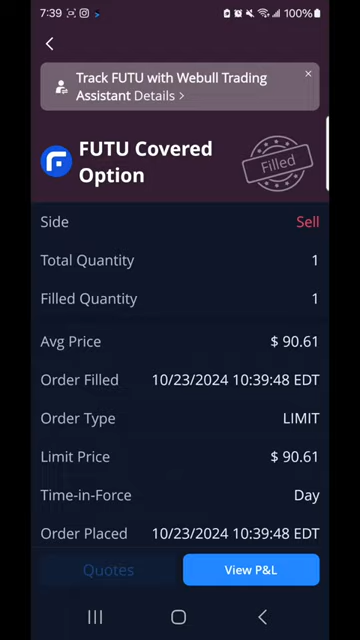 7:39
100%
Track FUTU with Webull Trading
Assistant Details >
FUTU Covered
Option
Filled
Side Sell
Total Quantity 1
Filled Quantity 1
Avg Price $ 90.61
Order Filled 10/23/2024 10:39:48 EDT
Order Type LIMIT
Limit Price $ 90.61
Time-in-Force Day
Order Placed 10/23/2024 10:39:48 EDT
Quotes View P&L